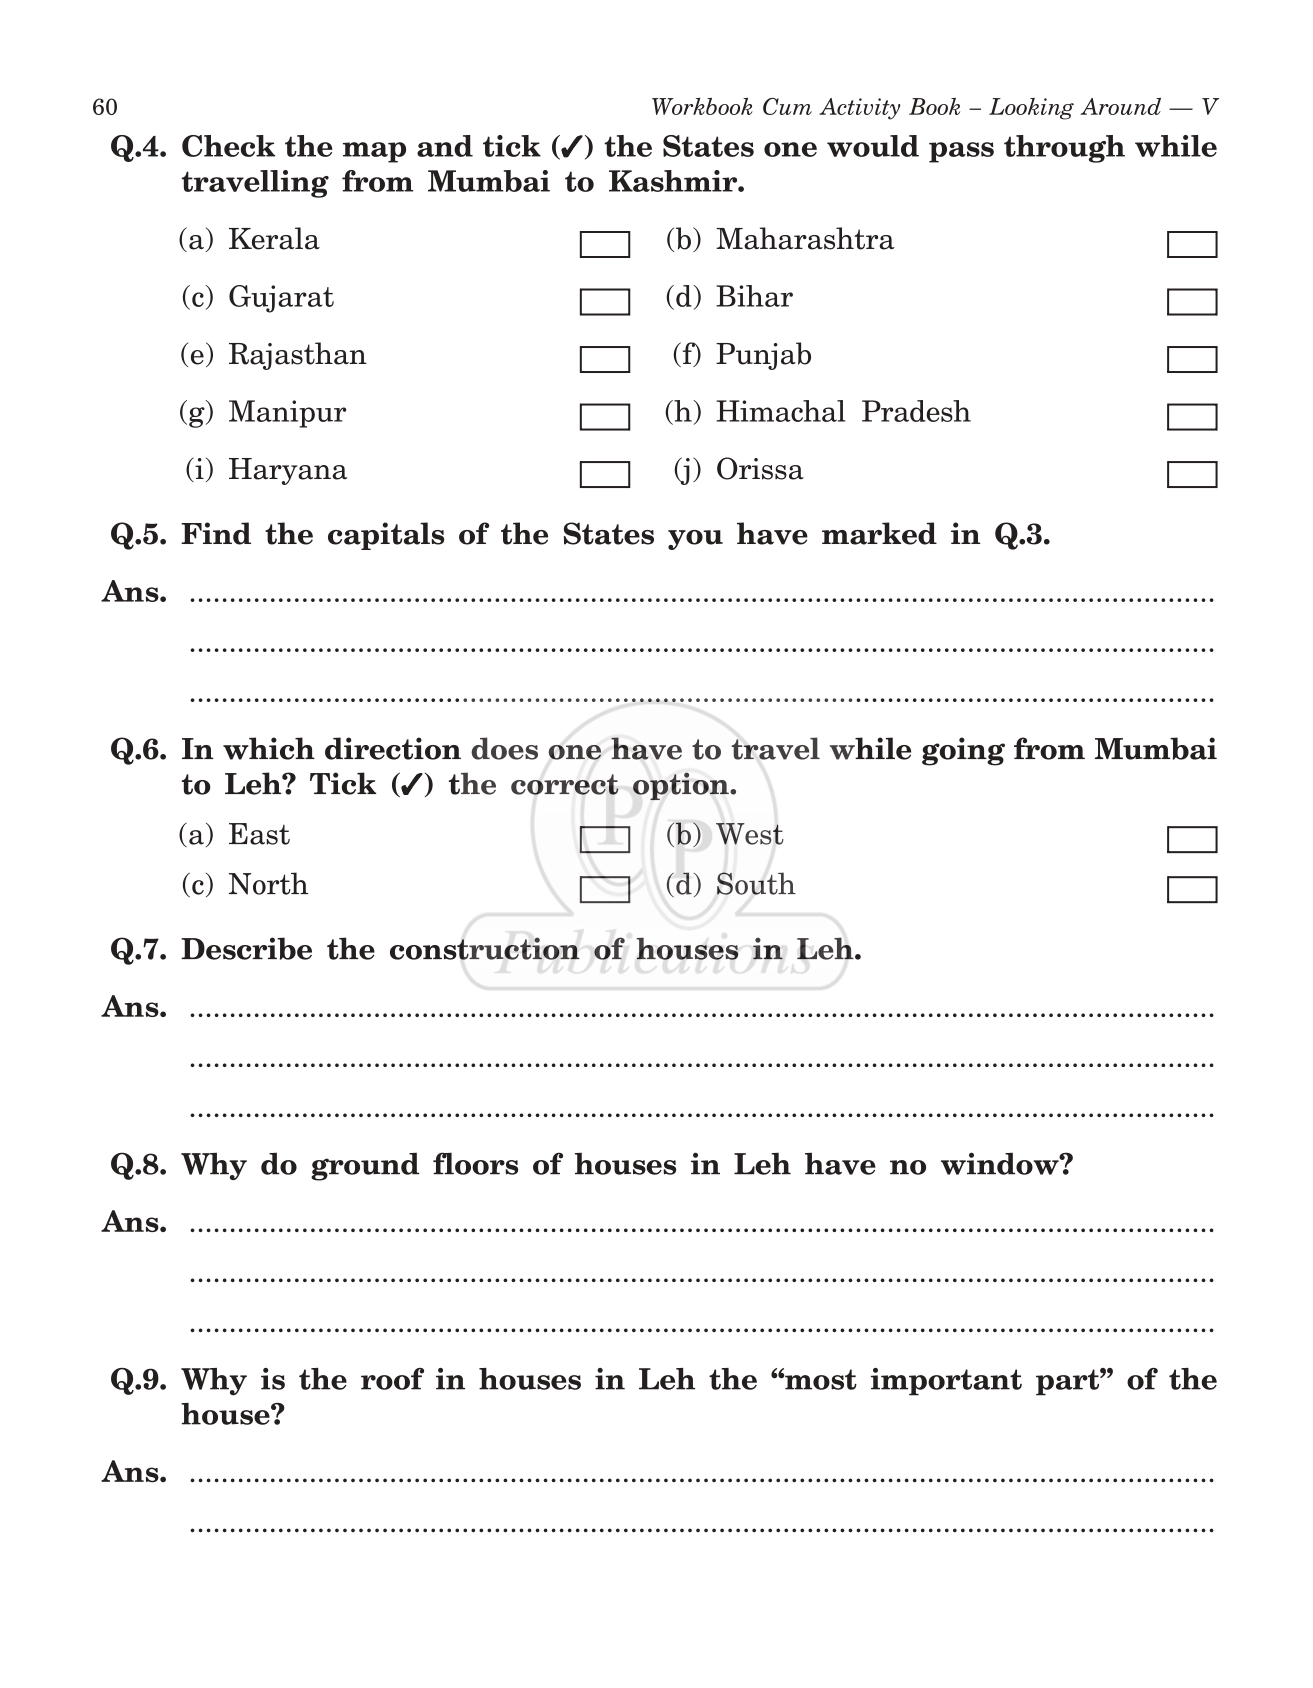 60 Workbook Cum Activity Book – Looking Around — V
Q.4. Check the map and tick (✓) the States one would pass through while
travelling from Mumbai to Kashmir.
(a) Kerala (b) Maharashtra
(c) Gujarat (d) Bihar
(e) Rajasthan (f) Punjab
(g) Manipur (h) Himachal Pradesh
(i) Haryana (j) Orissa
Q.5. Find the capitals of the States you have marked in Q.3.
Ans.
Q.6. In which direction does one have to travel while going from Mumbai
to Leh? Tick (✓) the correct option.
(a) East (b) West
(c) North (d) South
PP
Publications
Q.7. Describe the construction of houses in Leh.
Ans.
Q.8. Why do ground floors of houses in Leh have no window?
Ans.
Q.9. Why is the roof in houses in Leh the “most important part” of the
house?
Ans.